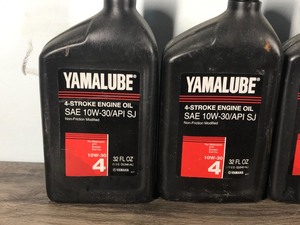 YAMALUBE
4-STROKE ENGINE OIL
SAE 10W-30/API SJ
Non-Friction Modified
10W-30
4
32 FL OZ
YAMAHA
YAMALUBE
4-STROKE ENGINE OIL
SAE 10W-30/API SJ
Non-Friction Modified
10W-30
4
32 FL OZ
YAMAHA